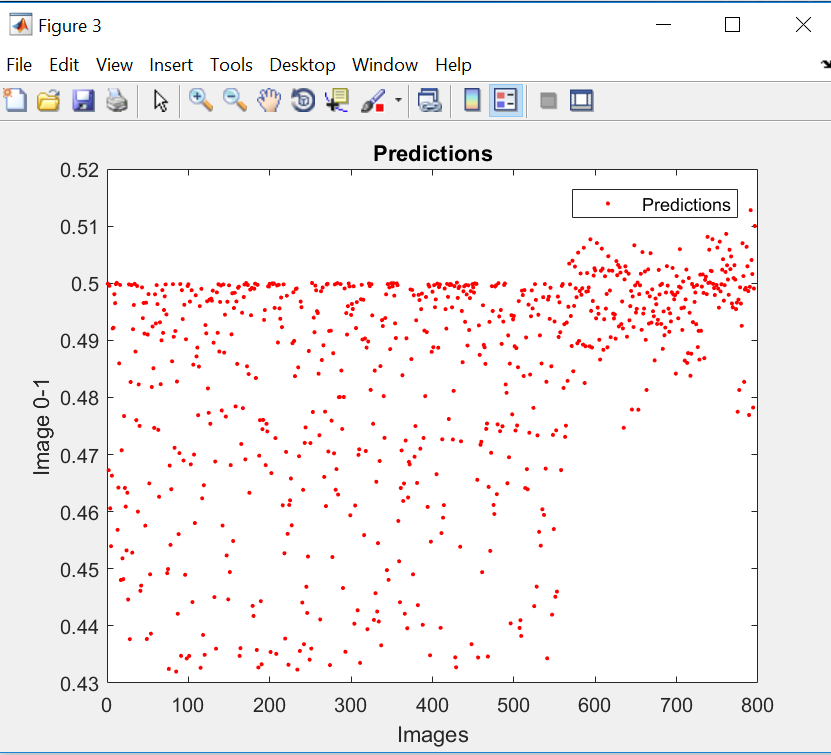 Figure 3
File Edit View Insert Tools Desktop Window Help
Predictions
Predictions
0.52
0.51
0.5
0.49
0.48
0.47
0.46
0.45
0.44
0.43
Image 0-1
0 100 200 300 400 500 600 700 800
Images